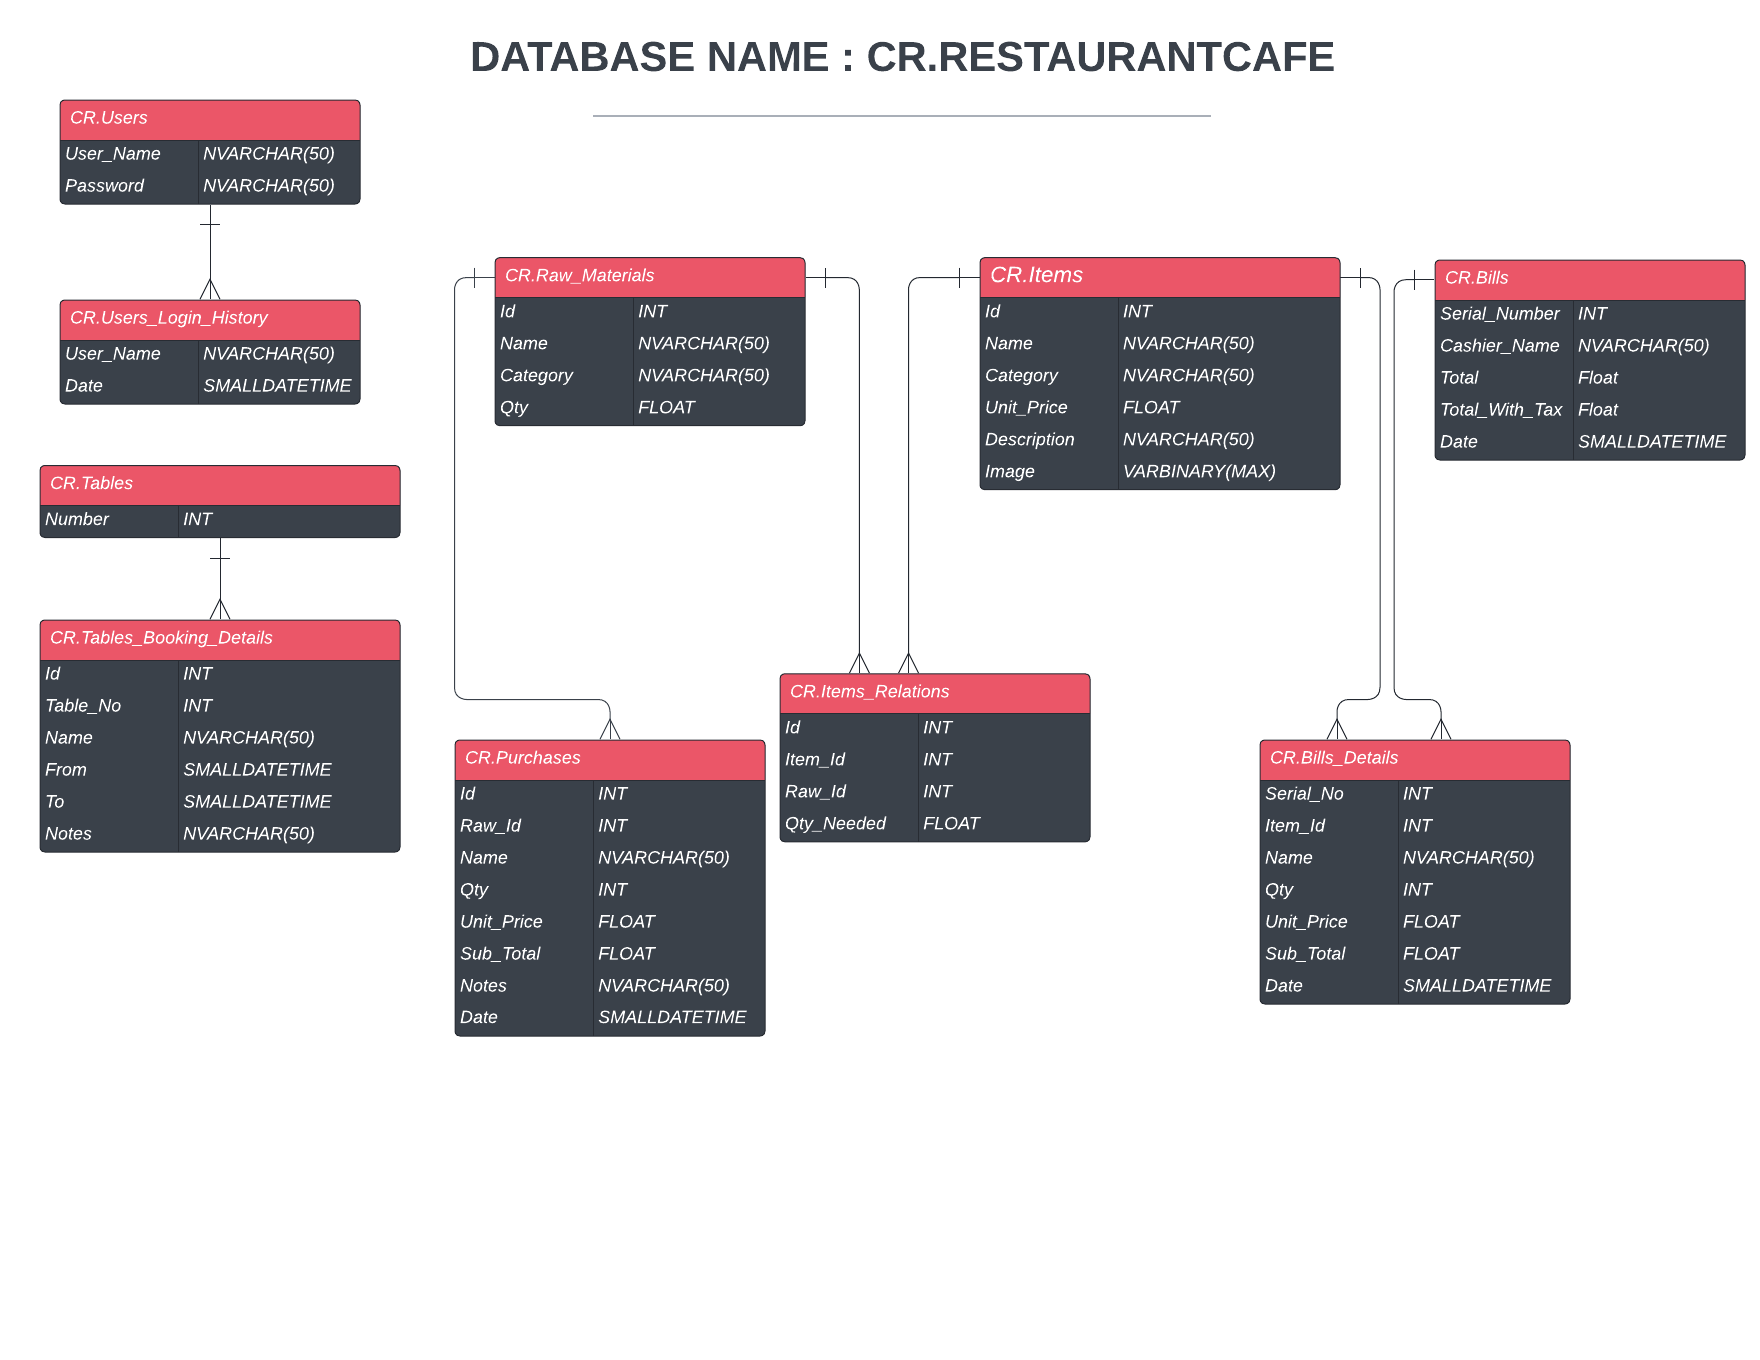 DATABASE NAME : CR.RESTAURANTCAFE
CR.Users
User_Name NVARCHAR(50)
Password NVARCHAR(50)
CR.Users_Login_History
User_Name NVARCHAR(50)
Date SMALLDATETIME
CR.Tables
Number INT
CR.Tables_Booking_Details
Id INT
Table_No INT
Name NVARCHAR(50)
From SMALLDATETIME
To SMALLDATETIME
Notes NVARCHAR(50)
CR.Raw_Materials
Id INT
Name NVARCHAR(50)
Category NVARCHAR(50)
Qty FLOAT
CR.Purchases
Id INT
Raw_Id INT
Name NVARCHAR(50)
Qty INT
Unit_Price FLOAT
Sub_Total FLOAT
Notes NVARCHAR(50)
Date SMALLDATETIME
CR.Items_Relations
Id INT
Item_Id INT
Raw_Id INT
Qty_Needed FLOAT
CR.Items
Id INT
Name NVARCHAR(50)
Category NVARCHAR(50)
Unit_Price FLOAT
Description NVARCHAR(50)
Image VARBINARY(MAX)
CR.Bills
Serial_Number INT
Cashier_Name NVARCHAR(50)
Total Float
Total_With_Tax Float
Date SMALLDATETIME
CR.Bills_Details
Serial_No INT
Item_Id INT
Name NVARCHAR(50)
Qty INT
Unit_Price FLOAT
Sub_Total FLOAT
Date SMALLDATETIME